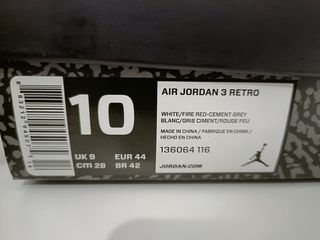 10
UK 9 EUR 44
CM 28 BR 42
AIR JORDAN 3 RETRO
WHITE/FIRE RED-CEMENT GREY
BLANC/GRIS CIMENT/ROUGE FEU
MADE IN CHINA / FABRIQUE EN CHINE /
HECHO EN CHINA
136064 116
JORDAN.COM